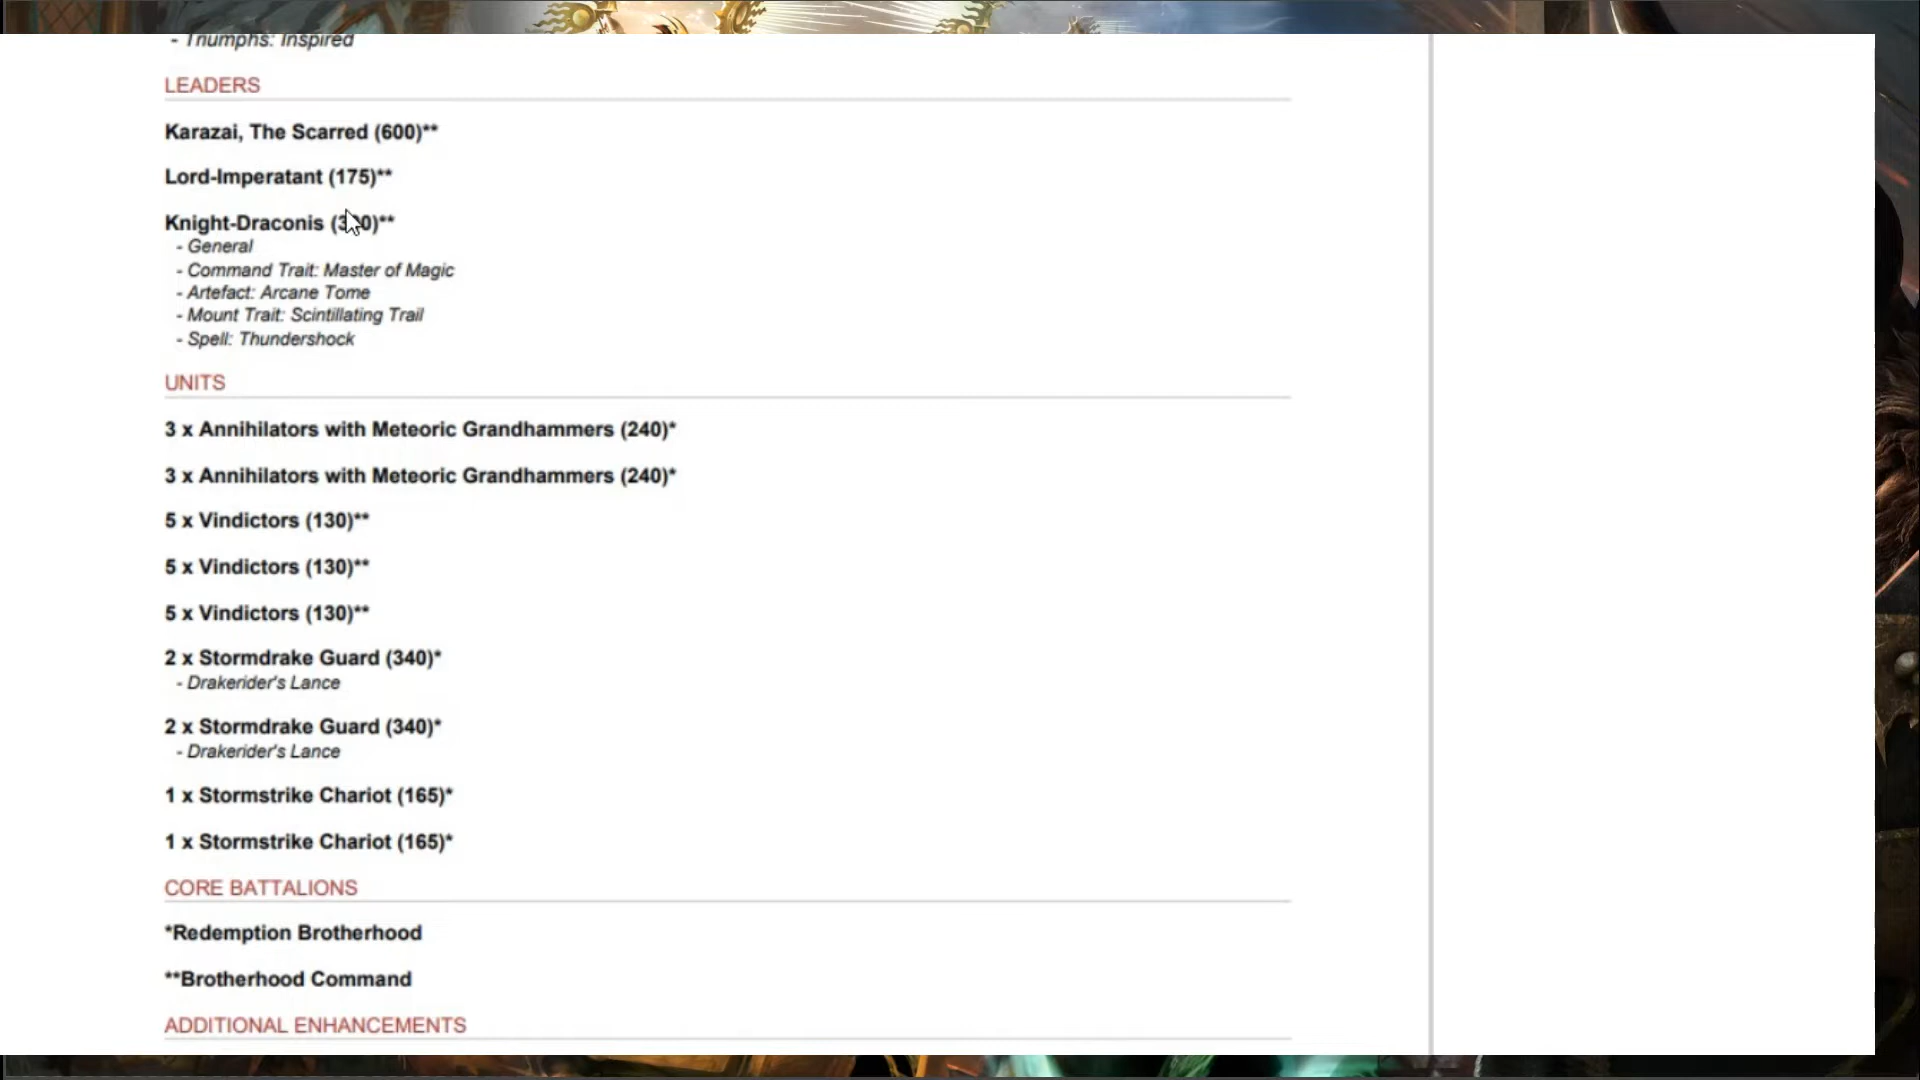 - Triumphs: Inspired
LEADERS
Karazai, The Scarred (600)**
Lord-Imperatant (175)**
Knight-Draconis
- General
- Command Trait: Master of Magic
- Artefact: Arcane Tome
- Mount Trait: Scintillating Trail
- Spell: Thundershock
UNITS
3 x Annihilators with Meteoric Grandhammers (240)*
3 x Annihilators with Meteoric Grandhammers (240)*
5 x Vindictors (130)**
5 x Vindictors (130)**
5 x Vindictors (130)**
2 x Stormdrake Guard (340)*
- Drakerider's Lance
2 x Stormdrake Guard (340)*
- Drakerider's Lance
1 x Stormstrike Chariot (165)*
1 x Stormstrike Chariot (165)*
CORE BATTALIONS
*Redemption Brotherhood
**Brotherhood Command
ADDITIONAL ENHANCEMENTS